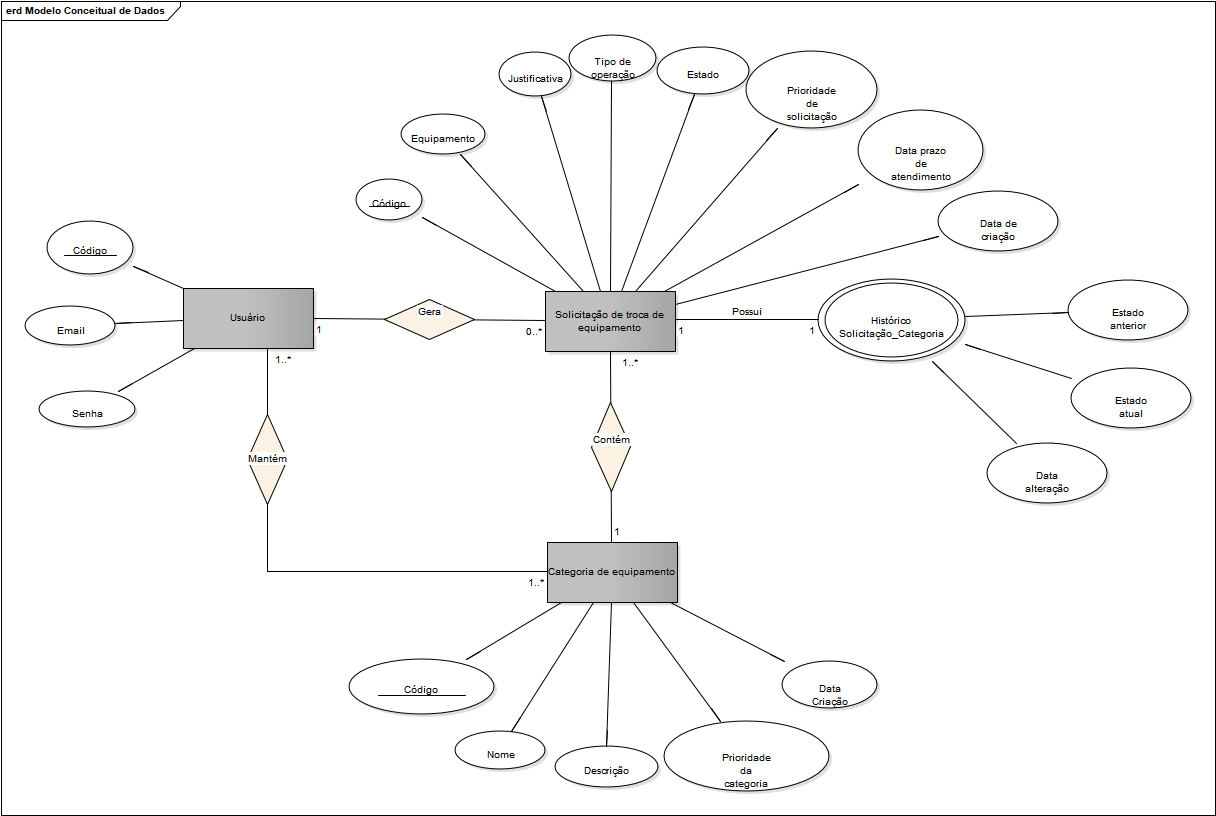 erd Modelo Conceitual de Dados
Tipo de
operação
Justificativa
Estado
Prioridade
de
solicitação
Equipamento
Data prazo
de
atendimento
Código
Data de
criação
Código
Usuário
Gera
Solicitação de troca de
equipamento
Possui
Histórico
Solicitação_Categoria
Estado
anterior
Email
1
0..*
1
1
1..*
1..*
Senha
Estado
atual
Contém
Mantém
Data
alteração
1
Categoria de equipamento
1..*
Código
Data
Criação
Nome
Descrição
Prioridade
da
categoria